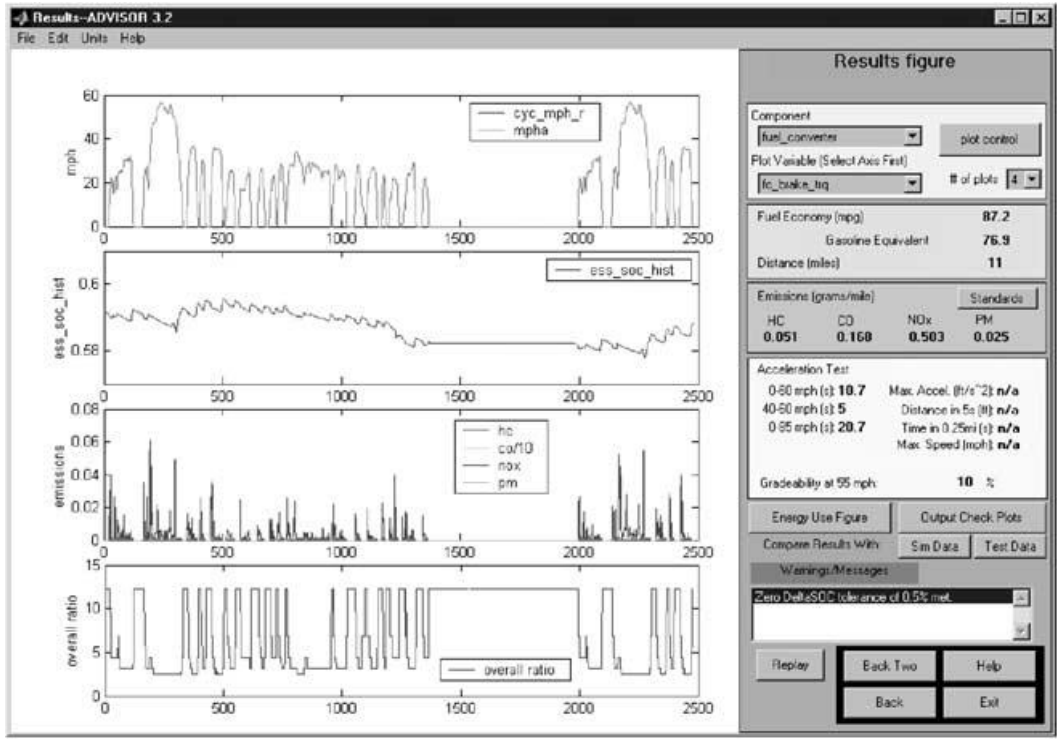 Results--ADVISOR 3.2
File Edit Units Help
60
40
20
0
mph
cyc_mph_r
mpha
0 500 1000 1500 2000 2500
0.6
0.58
ess_soc_hist
ess_soc_hist
0 500 1000 1500 2000 2500
0.08
0.06
0.04
0.02
0
emissions
hc
co/10
nox
pm
0 500 1000 1500 2000 2500
15
10
5
0
overall ratio
overall ratio
0 500 1000 1500 2000 2500
Results figure
Component
fuel_converter
plot control
Plot Variable (Select Axis First)
fc_brake_trq
# of plots 4
Fuel Economy (mpg) 87.2
Gasoline Equivalent 76.9
Distance (miles) 11
Emissions (grams/mile) Standards
HC CO NOx PM
0.051 0.168 0.503 0.025
Acceleration Test
0-60 mph (s): 10.7 Max. Accel. (ft/s^2): n/a
40-60 mph (s): 5 Distance in 5s (ft): n/a
0-85 mph (s): 20.7 Time in 0.25mi (s): n/a
Max. Speed (mph): n/a
Gradeability at 55 mph: 10 %
Energy Use Figure Output Check Plots
Compare Results With: Sim Data Test Data
Warnings/Messages
Zero DeltaSOC tolerance of 0.5% met.
Replay Back Two Help
Back Exit